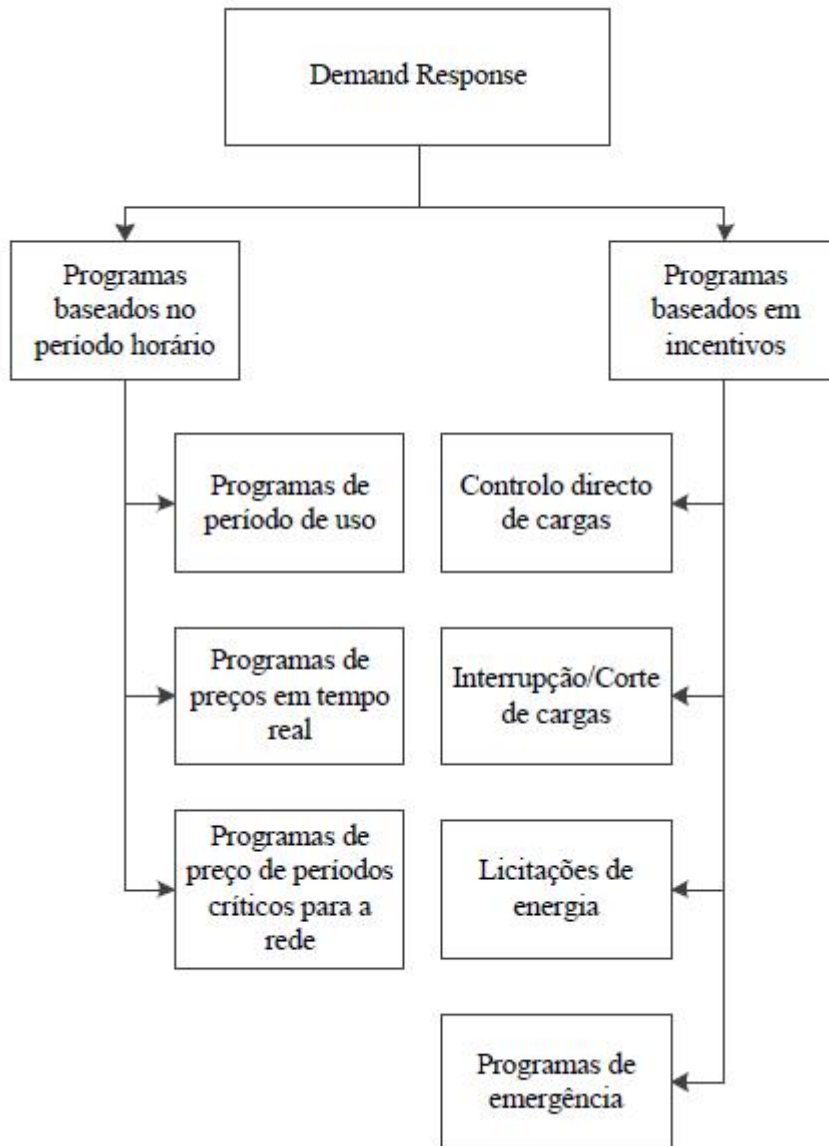 Demand Response
Programas
baseados no
período horário
Programas
baseados em
incentivos
Programas de
período de uso
Controlo directo
de cargas
Programas de
preços em tempo
real
Interrupção/Corte
de cargas
Programas de
preço de períodos
críticos para a
rede
Licitações de
energia
Programas de
emergência